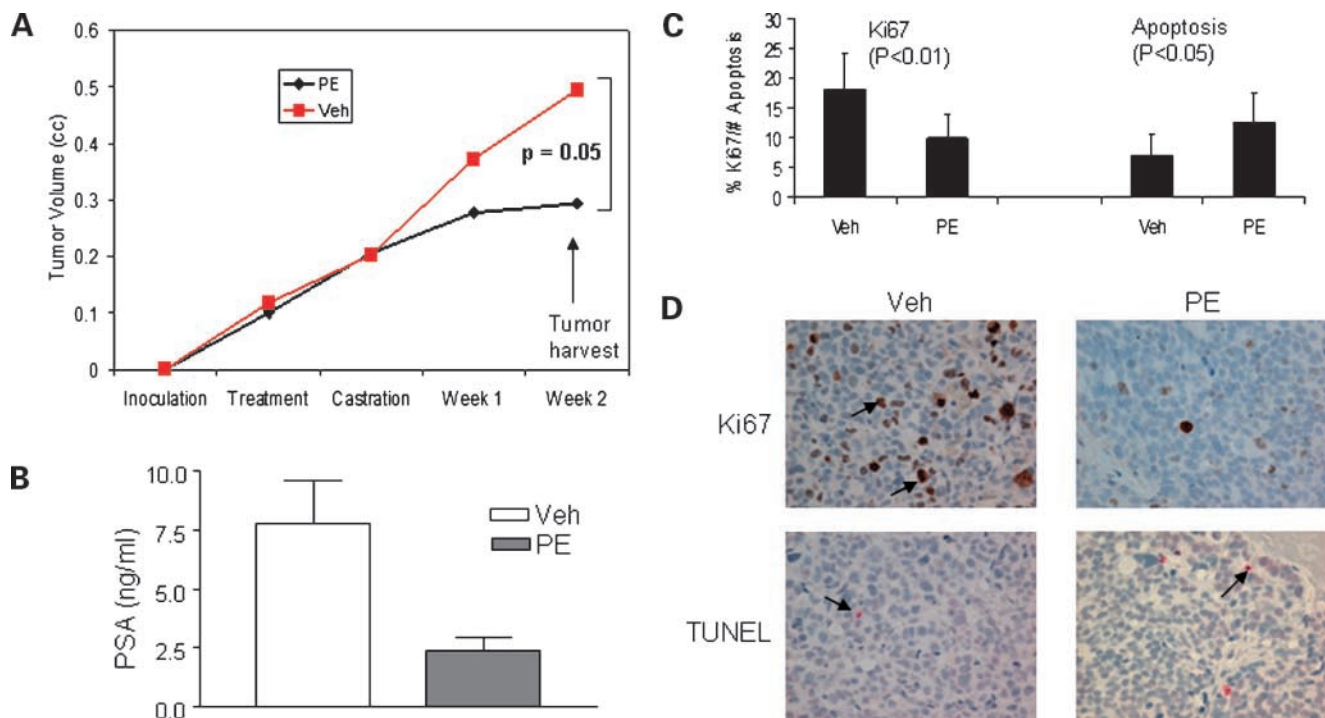 A
0.6
0.5
0.4
0.3
0.2
0.1
0
Tumor Volume (cc)
PE
Veh
p = 0.05
Tumor
harvest
Inoculation Treatment Castration Week 1 Week 2
B
10.0
7.5
5.0
2.5
0.0
PSA (ng/ml)
Veh
PE
C
30
25
20
15
10
5
0
% Ki67/# Apoptosis
Ki67
(P<0.01)
Apoptosis
(P<0.05)
Veh PE Veh PE
D
Veh PE
Ki67
TUNEL